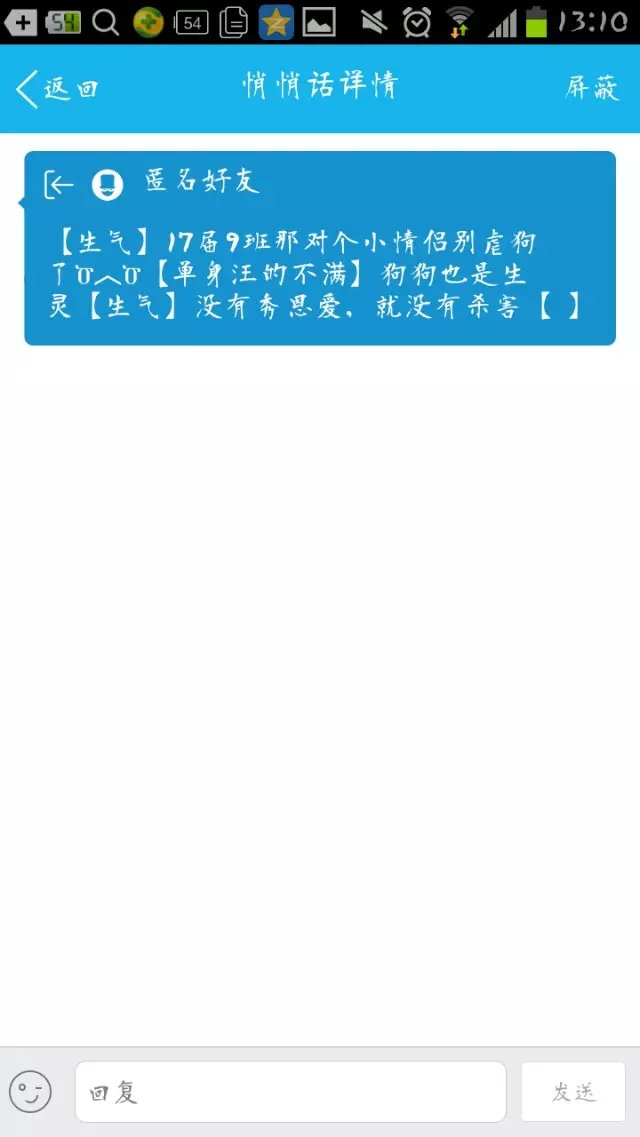 54 54 13:10
返回 悄悄话详情 屏蔽
匿名好友
【生气】17届9班那对个小情侣别虐狗
╭╮ಠ︿ಠ【单身汪的不满】狗狗也是生
灵【生气】没有秀恩爱，就没有杀害【 】
回复 发送